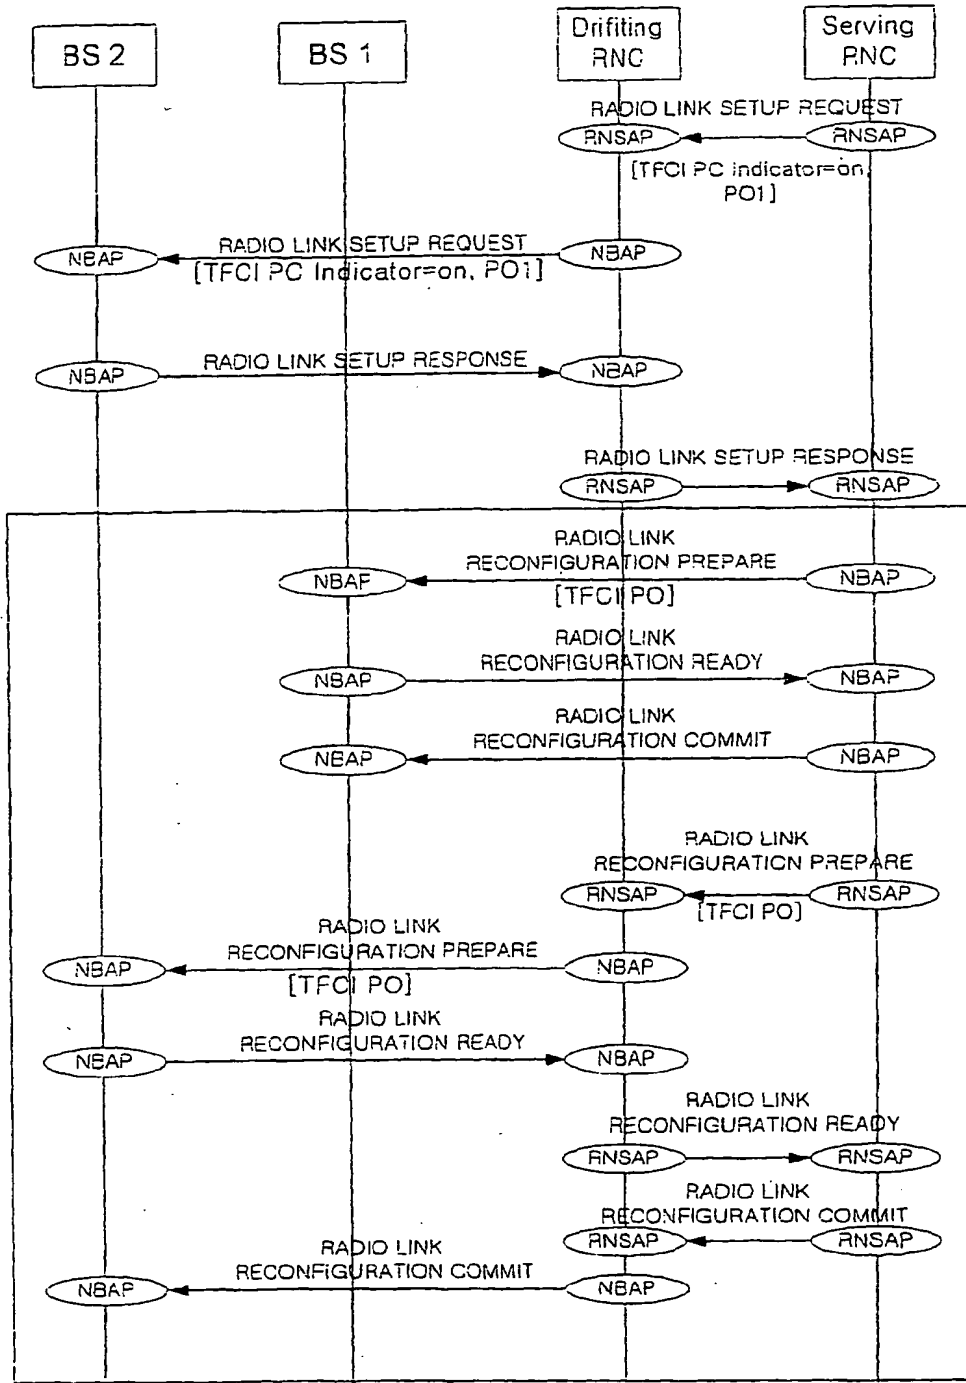 BS 2
BS 1
Drifiting
RNC
Serving
RNC
RADIO LINK SETUP REQUEST
RNSAP
RNSAP
[TFCI PC Indicator=on,
PO1]
RADIO LINK SETUP REQUEST
NBAP
NBAP
[TFCI PC Indicator=on, PO1]
RADIO LINK SETUP RESPONSE
NBAP
NBAP
RADIO LINK SETUP RESPONSE
RNSAP
RNSAP
RADIO LINK
RECONFIGURATION PREPARE
NBAP
NBAP
[TFCI PO]
RADIO LINK
RECONFIGURATION READY
NBAP
NBAP
RADIO LINK
RECONFIGURATION COMMIT
NBAP
NBAP
RADIO LINK
RECONFIGURATION PREPARE
RNSAP
RNSAP
[TFCI PO]
RADIO LINK
RECONFIGURATION PREPARE
NBAP
NBAP
[TFCI PO]
RADIO LINK
RECONFIGURATION READY
NBAP
NBAP
RADIO LINK
RECONFIGURATION READY
RNSAP
RNSAP
RADIO LINK
RECONFIGURATION COMMIT
RNSAP
RNSAP
RADIO LINK
RECONFIGURATION COMMIT
NBAP
NBAP